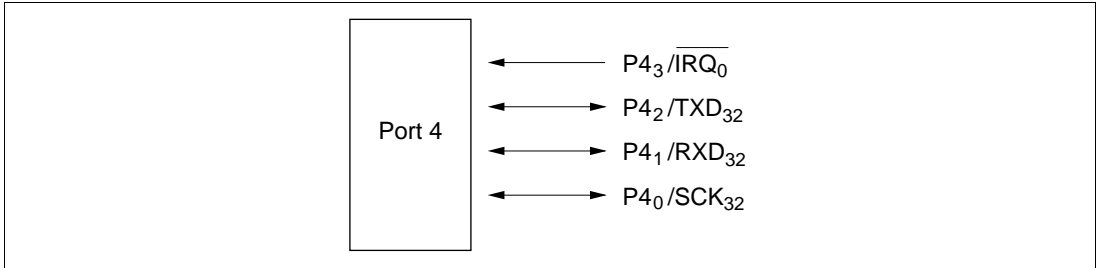 P4₃/IRQ₀
P4₂/TXD₃₂
Port 4
P4₁/RXD₃₂
P4₀/SCK₃₂